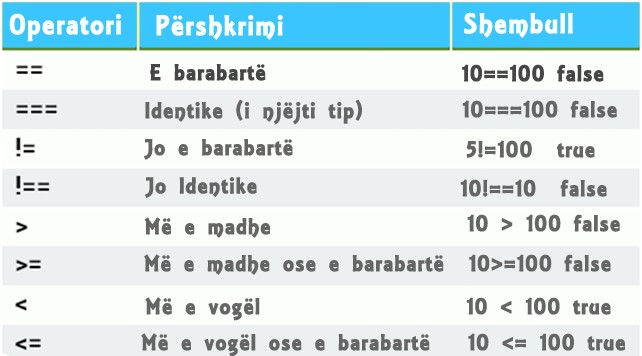 Operatori Përshkrimi Shembull
== E barabartë 10==100 false
=== Identike (i njëjti tip) 10===100 false
!= Jo e barabartë 5!=100 true
!== Jo Identike 10!==10 false
> Më e madhe 10 > 100 false
>= Më e madhe ose e barabartë 10>=100 false
< Më e vogël 10 < 100 true
<= Më e vogël ose e barabartë 10 <= 100 true